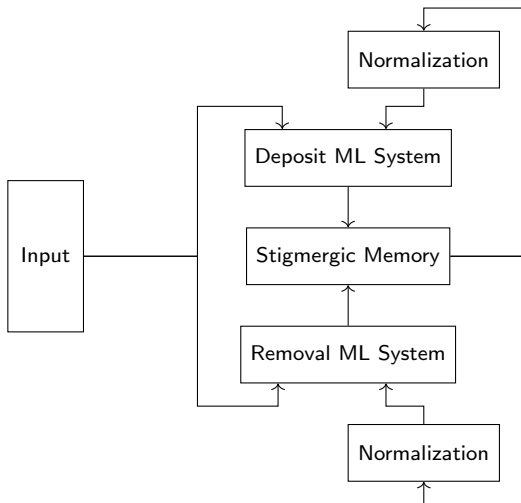 Normalization
Deposit ML System
Input
Stigmergic Memory
Removal ML System
Normalization